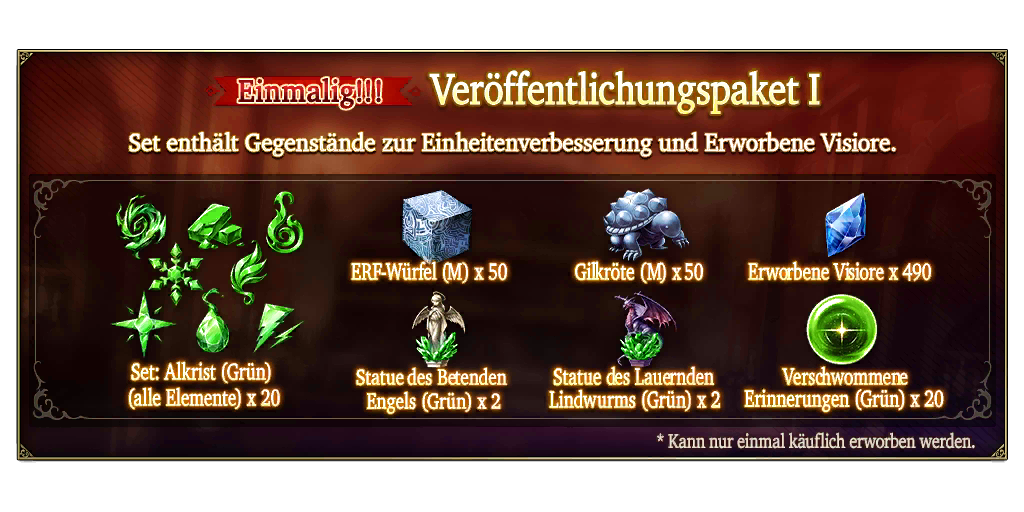 Einmalig!!! Veröffentlichungspaket I
Set enthält Gegenstände zur Einheitenverbesserung und Erworbene Visiore.
ERF-Würfel (M) x 50
Gilkröte (M) x 50
Erworbene Visiore x 490
Set: Alkrist (Grün)
(alle Elemente) x 20
Statue des Betenden
Engels (Grün) x 2
Statue des Lauernden
Lindwurms (Grün) x 2
Verschwommene
Erinnerungen (Grün) x 20
* Kann nur einmal käuflich erworben werden.